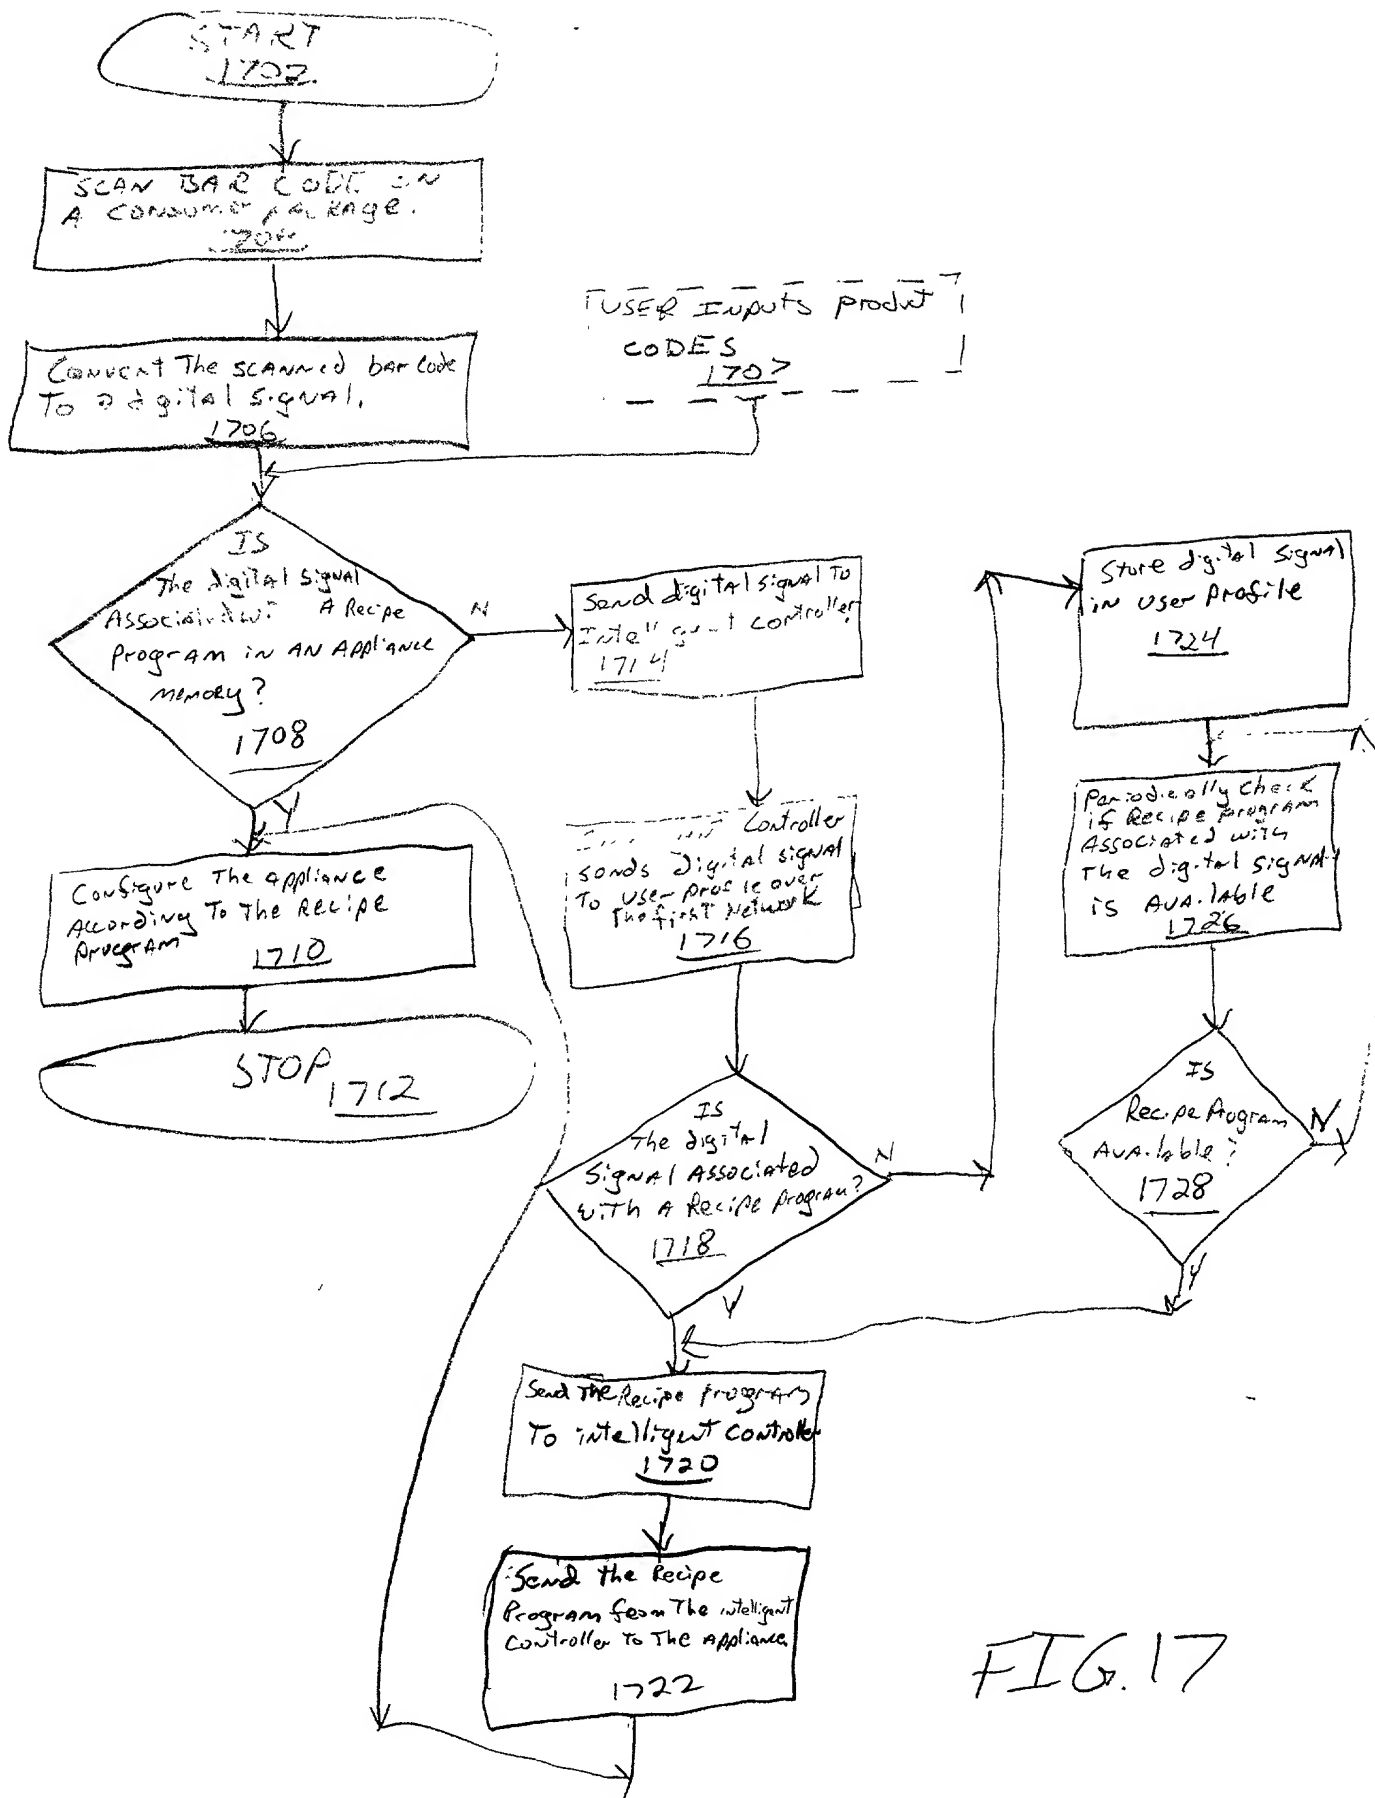 START
1702
SCAN BAR CODE ON
A CONSUMER PACKAGE.
USER INPUTS product
CODES
1707
Convert The scanned bar code
To a digital signal.
1706
IS
The digital signal
A Recipe
Program in AN Appliance
memory?
1708
N
Y
Send digital signal To
controller
1714
Store digital signal
in user profile
1724
Controller
sends digital signal
To user profile over
The first Network
1716
Periodically check
if Recipe program
Associated with
The digital signal
is Available
1726
Configure The appliance
According To The Recipe
program
1710
STOP
1712
IS
The digital
signal Associated
with A Recipe program?
1718
N
Y
IS
Recipe Program
Available?
1728
N
Y
Send The Recipe program
To intelligent controller
1720
Send the Recipe
Program from The intelligent
Controller To The Appliance
1722
FIG. 17